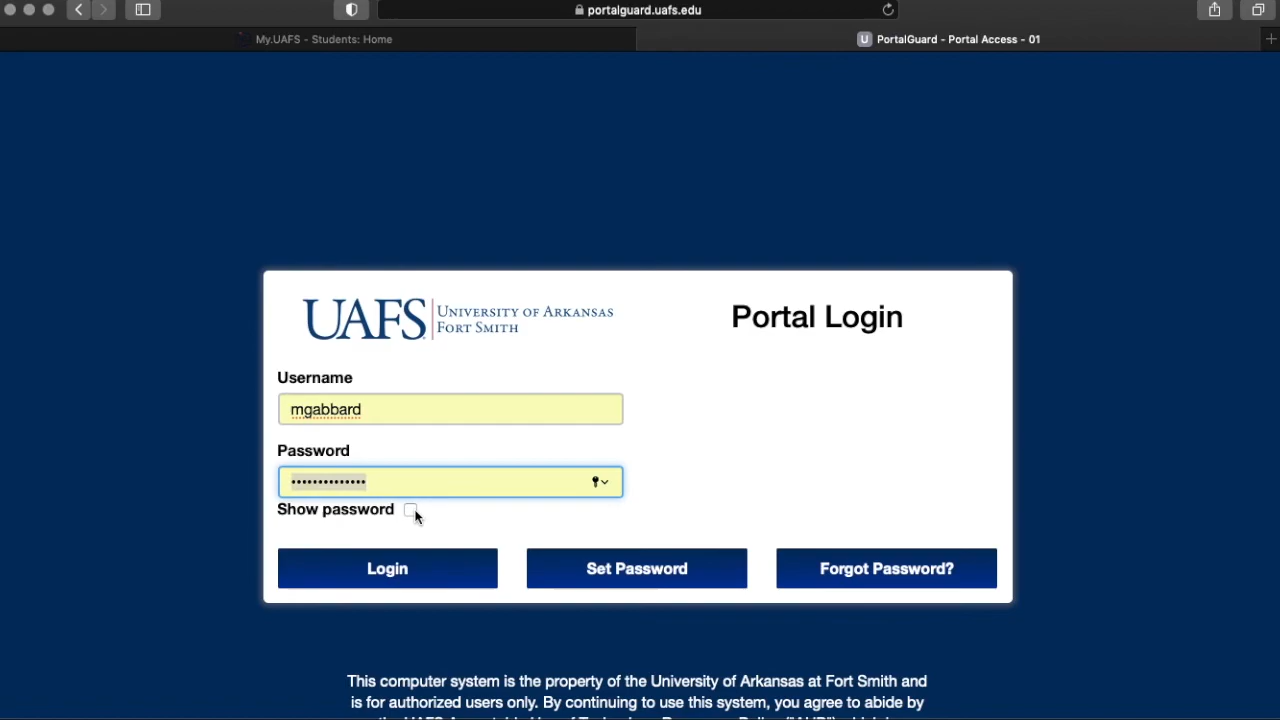 portalguard.uafs.edu
My.UAFS - Students: Home
U PortalGuard - Portal Access - 01
UAFS UNIVERSITY OF ARKANSAS
FORT SMITH
Portal Login
Username
mgabbard
Password
••••••••••••••
Show password
Login Set Password Forgot Password?
This computer system is the property of the University of Arkansas at Fort Smith and
is for authorized users only. By continuing to use this system, you agree to abide by